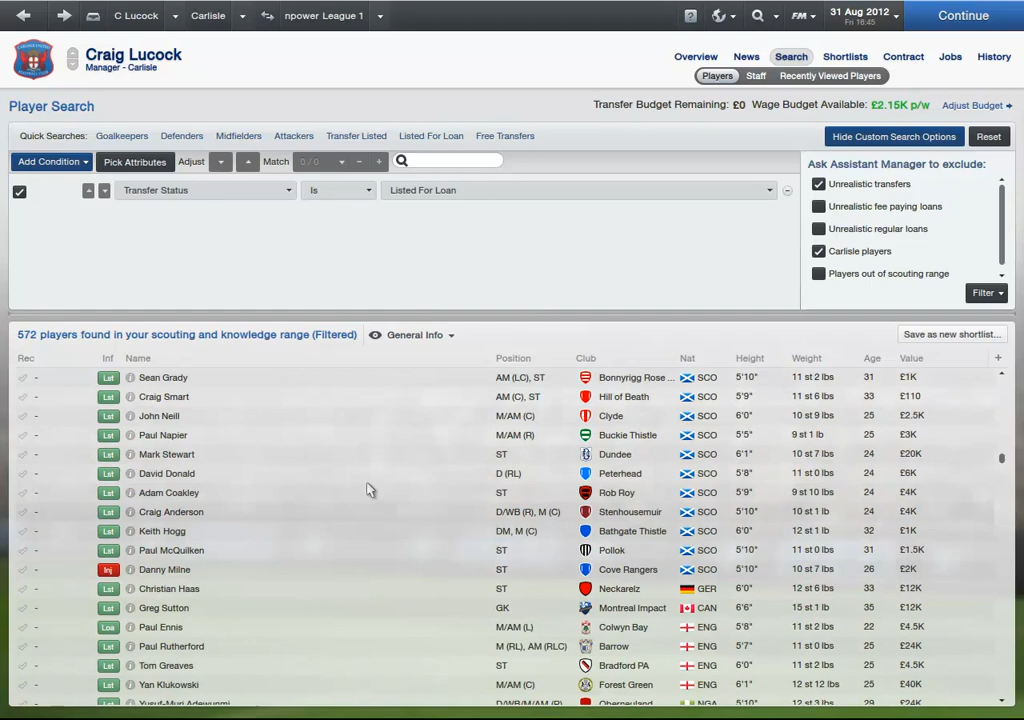 C Lucock Carlisle npower League 1 ? FM 31 Aug 2012 Fri 16:45 Continue
Craig Lucock
Manager - Carlisle
Overview News Search Shortlists Contract Jobs History
Players Staff Recently Viewed Players
Player Search Transfer Budget Remaining: £0 Wage Budget Available: £2.15K p/w Adjust Budget
Quick Searches: Goalkeepers Defenders Midfielders Attackers Transfer Listed Listed For Loan Free Transfers Hide Custom Search Options Reset
Add Condition Pick Attributes Adjust Match 0 / 0 - +
Ask Assistant Manager to exclude:
Transfer Status Is Listed For Loan
Unrealistic transfers
Unrealistic fee paying loans
Unrealistic regular loans
Carlisle players
Players out of scouting range
Filter
572 players found in your scouting and knowledge range (Filtered) General Info Save as new shortlist...
Rec Inf Name Position Club Nat Height Weight Age Value +
- Lst Sean Grady AM (LC), ST Bonnyrigg Rose ... SCO 5'10" 11 st 2 lbs 31 £1K
- Lst Craig Smart AM (C), ST Hill of Beath SCO 5'9" 11 st 6 lbs 33 £110
- Lst John Neill M/AM (C) Clyde SCO 6'0" 10 st 9 lbs 25 £2.5K
- Lst Paul Napier M/AM (R) Buckie Thistle SCO 5'5" 9 st 1 lb 25 £3K
- Lst Mark Stewart ST Dundee SCO 6'1" 10 st 7 lbs 24 £20K
- Lst David Donald D (RL) Peterhead SCO 5'8" 11 st 0 lbs 24 £6K
- Lst Adam Coakley ST Rob Roy SCO 5'9" 9 st 10 lbs 24 £4K
- Lst Craig Anderson D/WB (R), M (C) Stenhousemuir SCO 5'10" 10 st 1 lb 24 £4K
- Lst Keith Hogg DM, M (C) Bathgate Thistle SCO 6'0" 12 st 1 lb 32 £1K
- Lst Paul McQuilken ST Pollok SCO 5'10" 11 st 0 lbs 31 £1.5K
- Inj Danny Milne ST Cove Rangers SCO 5'10" 10 st 7 lbs 26 £2K
- Lst Christian Haas ST Neckarelz GER 6'0" 12 st 6 lbs 33 £12K
- Lst Greg Sutton GK Montreal Impact CAN 6'6" 15 st 1 lb 35 £12K
- Loa Paul Ennis M/AM (L) Colwyn Bay ENG 5'8" 11 st 0 lbs 22 £4.5K
- Lst Paul Rutherford M (RL), AM (RLC) Barrow ENG 5'7" 11 st 0 lbs 25 £24K
- Lst Tom Greaves ST Bradford PA ENG 6'0" 11 st 2 lbs 25 £4.5K
- Lst Yan Klukowski M/AM (C) Forest Green ENG 6'1" 12 st 12 lbs 25 £40K
- Lst Yusuf-Muri Adewunmi D/WB/M/AM (R) Oberneuland NGA 12 st 3 lbs 29 £24K